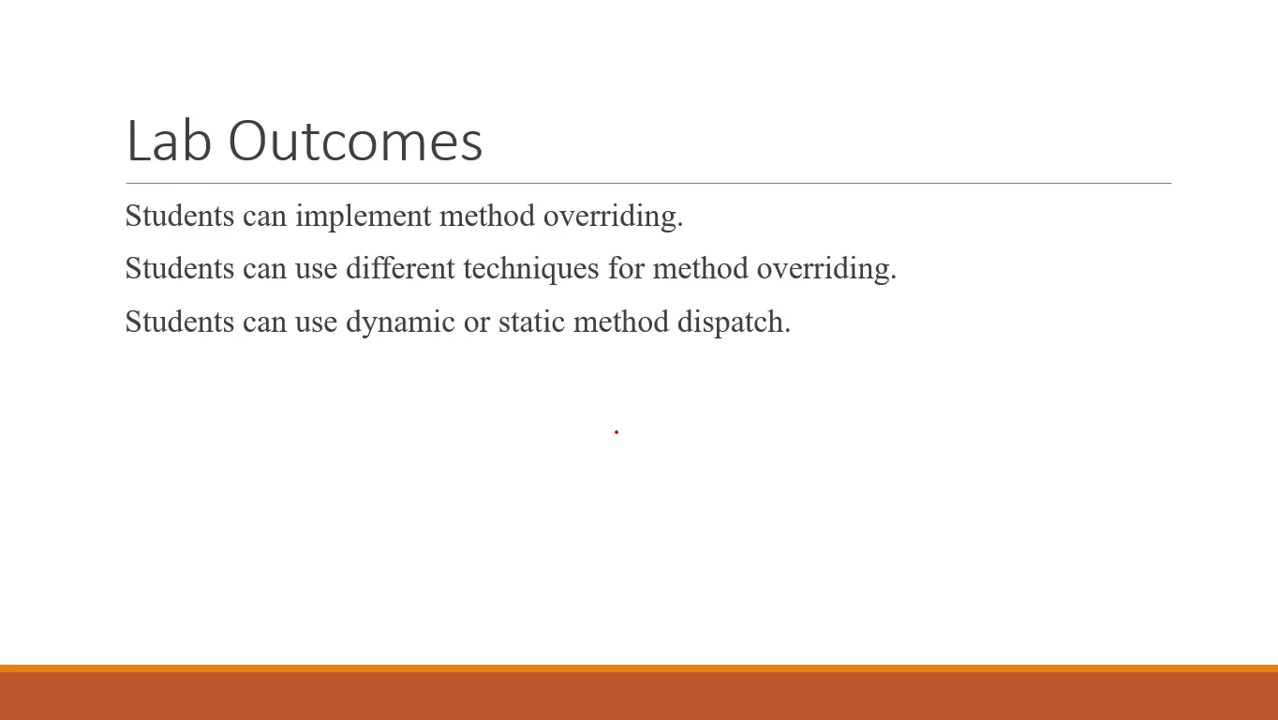 Lab Outcomes
Students can implement method overriding.
Students can use different techniques for method overriding.
Students can use dynamic or static method dispatch.